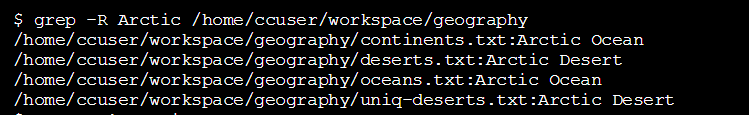 $ grep -R Arctic /home/ccuser/workspace/geography
/home/ccuser/workspace/geography/continents.txt:Arctic Ocean
/home/ccuser/workspace/geography/deserts.txt:Arctic Desert
/home/ccuser/workspace/geography/oceans.txt:Arctic Ocean
/home/ccuser/workspace/geography/uniq-deserts.txt:Arctic Desert